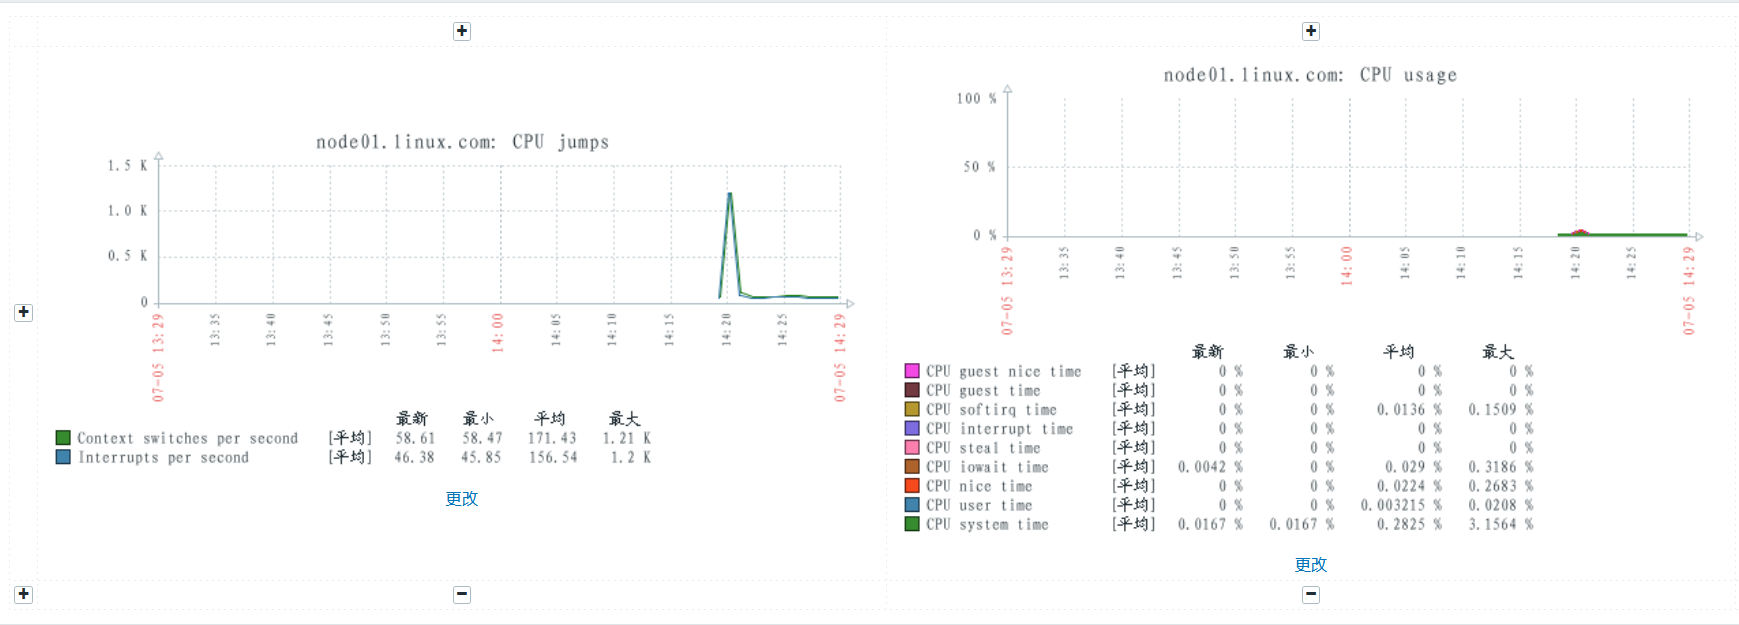 node01.linux.com: CPU jumps
1.5 K
1.0 K
0.5 K
0
07-05 13:29 13:35 13:40 13:45 13:50 13:55 14:00 14:05 14:10 14:15 14:20 14:25 07-05 14:29
最新 最小 平均 最大
Context switches per second [平均] 58.61 58.47 171.43 1.21 K
Interrupts per second [平均] 46.38 45.85 156.54 1.2 K
更改
node01.linux.com: CPU usage
100 %
50 %
0 %
07-05 13:29 13:35 13:40 13:45 13:50 13:55 14:00 14:05 14:10 14:15 14:20 14:25 07-05 14:29
最新 最小 平均 最大
CPU guest nice time [平均] 0 % 0 % 0 % 0 %
CPU guest time [平均] 0 % 0 % 0 % 0 %
CPU softirq time [平均] 0 % 0 % 0.0136 % 0.1509 %
CPU interrupt time [平均] 0 % 0 % 0 % 0 %
CPU steal time [平均] 0 % 0 % 0 % 0 %
CPU iowait time [平均] 0.0042 % 0 % 0.029 % 0.3186 %
CPU nice time [平均] 0 % 0 % 0.0224 % 0.2683 %
CPU user time [平均] 0 % 0 % 0.003215 % 0.0208 %
CPU system time [平均] 0.0167 % 0.0167 % 0.2825 % 3.1564 %
更改